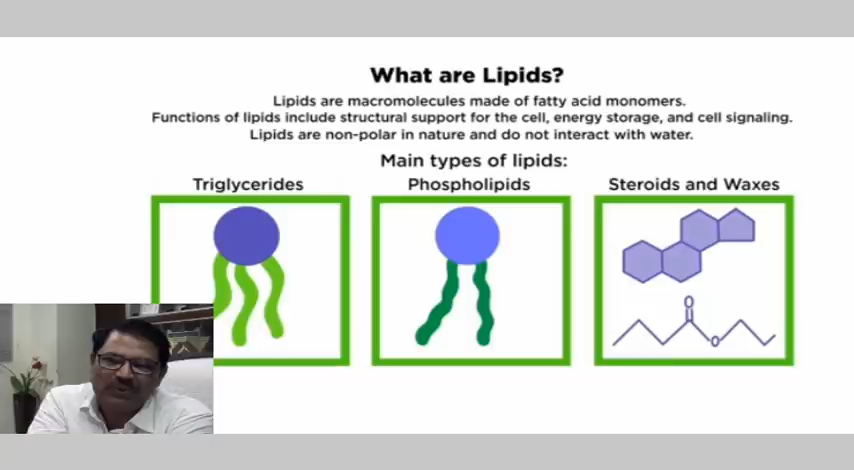 What are Lipids?
Lipids are macromolecules made of fatty acid monomers.
Functions of lipids include structural support for the cell, energy storage, and cell signaling.
Lipids are non-polar in nature and do not interact with water.
Main types of lipids:
Triglycerides
Phospholipids
Steroids and Waxes
O
O